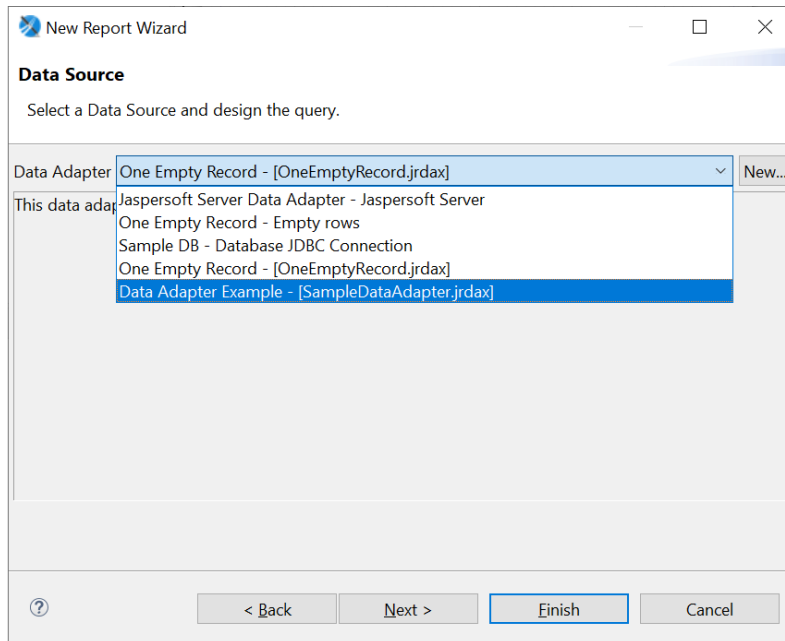 New Report Wizard
Data Source
Select a Data Source and design the query.
Data Adapter One Empty Record - [OneEmptyRecord.jrdax] New...
This data adap
Jaspersoft Server Data Adapter - Jaspersoft Server
One Empty Record - Empty rows
Sample DB - Database JDBC Connection
One Empty Record - [OneEmptyRecord.jrdax]
Data Adapter Example - [SampleDataAdapter.jrdax]
? < Back Next > Finish Cancel